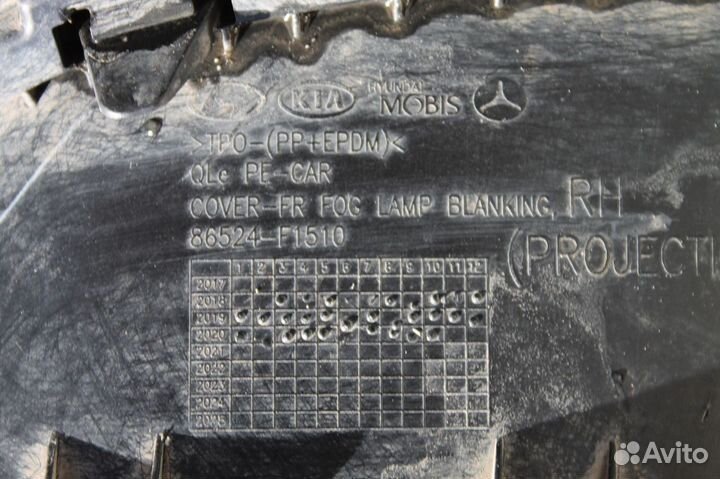 KIA HYUNDAI MOBIS
>TPO-(PP+EPDM)<
QLe PE-CAR
COVER-FR FOG LAMP BLANKING, RH
86524-F1510
(PROJECTI
1 2 3 4 5 6 7 8 9 10 11 12
2017
2018
2019
2020
2021
2022
2023
2024
2025
Avito